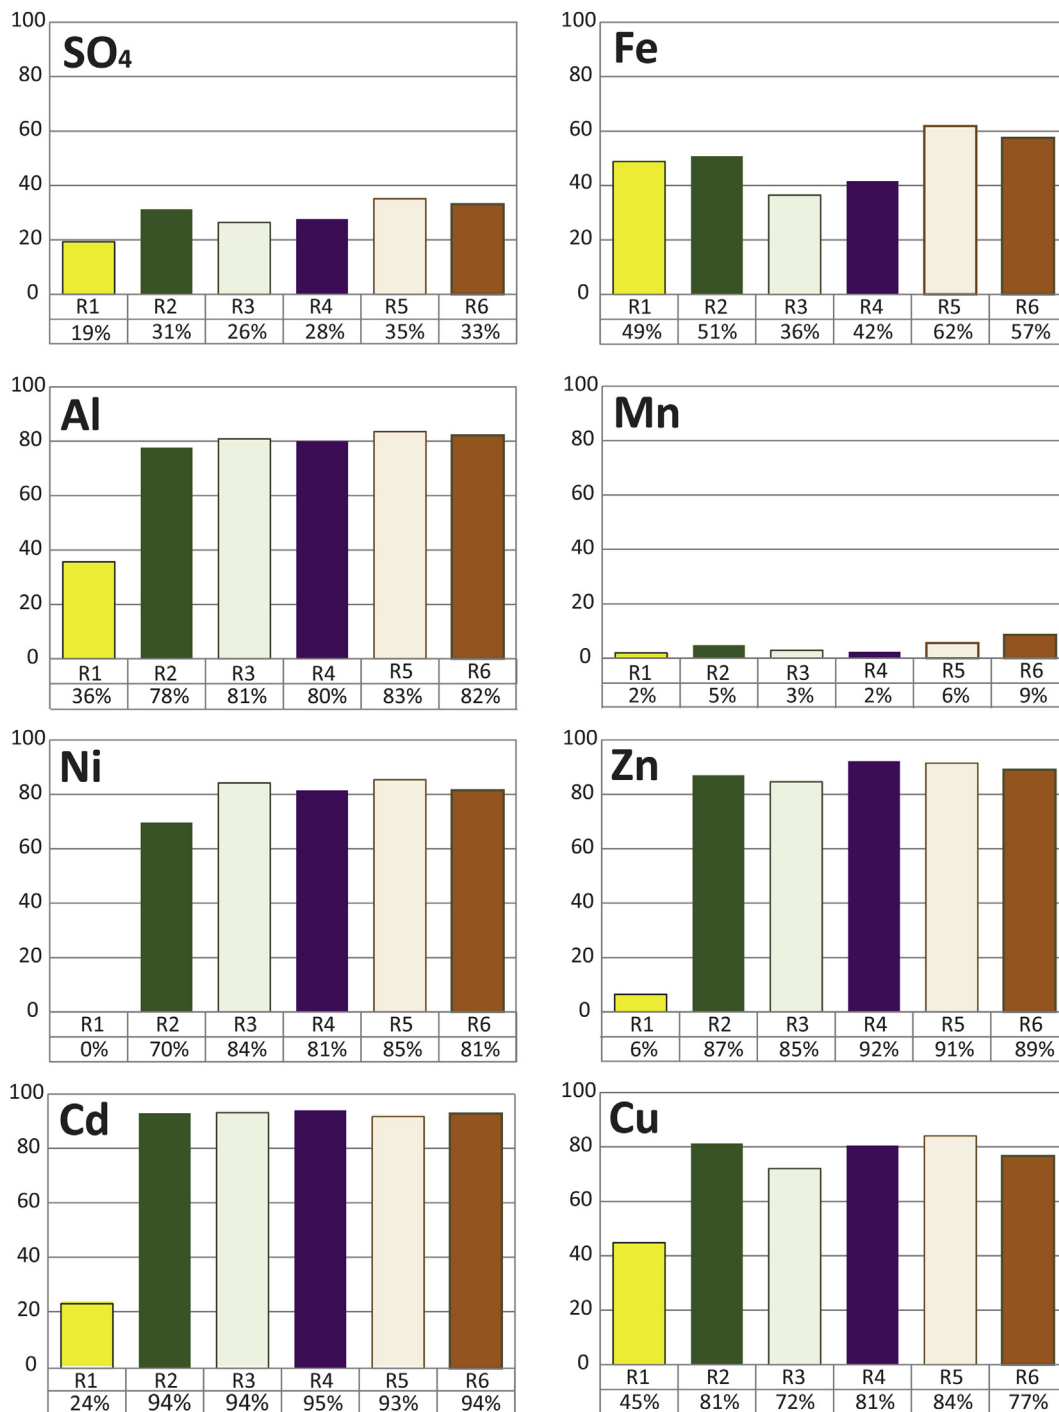 SO4
100
80
60
40
20
0
R1 R2 R3 R4 R5 R6
19% 31% 26% 28% 35% 33%
Fe
100
80
60
40
20
0
R1 R2 R3 R4 R5 R6
49% 51% 36% 42% 62% 57%
Al
100
80
60
40
20
0
R1 R2 R3 R4 R5 R6
36% 78% 81% 80% 83% 82%
Mn
100
80
60
40
20
0
R1 R2 R3 R4 R5 R6
2% 5% 3% 2% 6% 9%
Ni
100
80
60
40
20
0
R1 R2 R3 R4 R5 R6
0% 70% 84% 81% 85% 81%
Zn
100
80
60
40
20
0
R1 R2 R3 R4 R5 R6
6% 87% 85% 92% 91% 89%
Cd
100
80
60
40
20
0
R1 R2 R3 R4 R5 R6
24% 94% 94% 95% 93% 94%
Cu
100
80
60
40
20
0
R1 R2 R3 R4 R5 R6
45% 81% 72% 81% 84% 77%